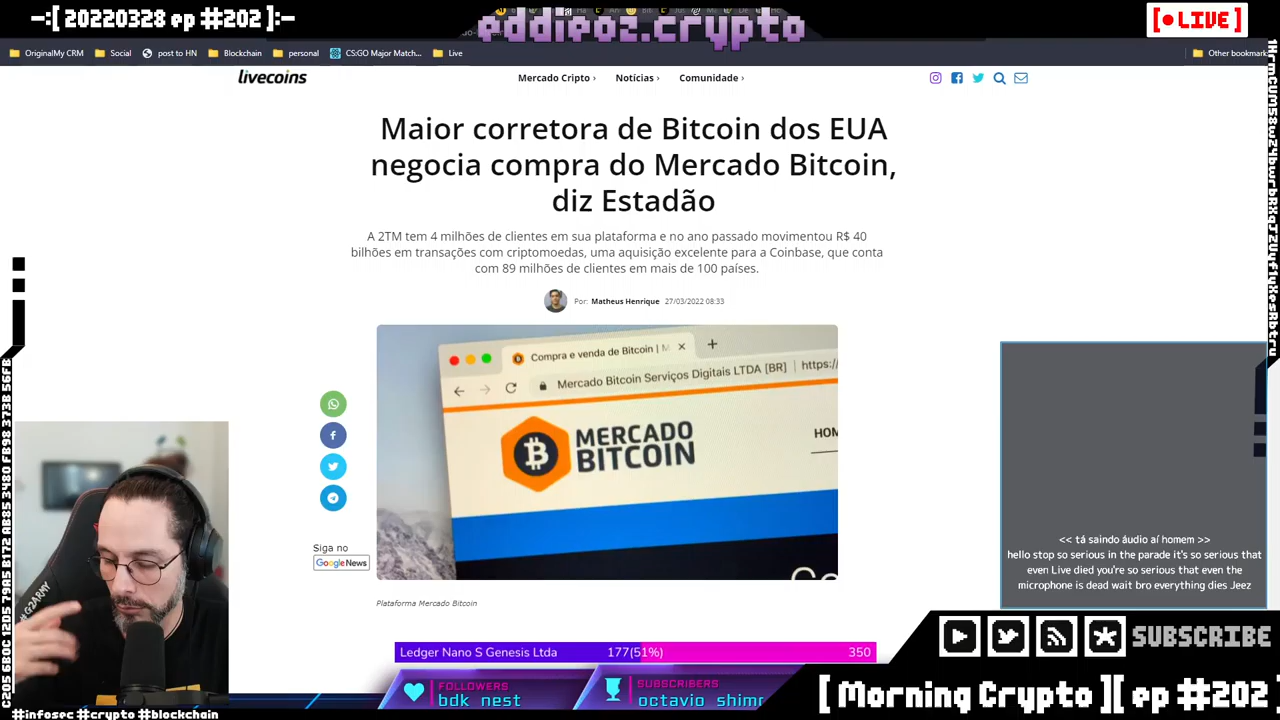 -:[ 20220328 ep #202 ]:-
eddieoz.crypto
[ LIVE ]
OriginalMy CRM
Social
post to HN
Blockchain
personal
CS:GO Major Match...
Live
Other bookmark
livecoins
Mercado Cripto ›
Notícias ›
Comunidade ›
Maior corretora de Bitcoin dos EUA
negocia compra do Mercado Bitcoin,
diz Estadão
A 2TM tem 4 milhões de clientes em sua plataforma e no ano passado movimentou R$ 40
bilhões em transações com criptomoedas, uma aquisição excelente para a Coinbase, que conta
com 89 milhões de clientes em mais de 100 países.
Por: Matheus Henrique 27/03/2022 08:33
Compra e venda de Bitcoin | M
Mercado Bitcoin Serviços Digitais LTDA [BR] | https:/
MERCADO
BITCOIN
HOM
Siga no
Google News
Plataforma Mercado Bitcoin
<< tá saindo áudio aí homem >>
hello stop so serious in the parade it's so serious that
even Live died you're so serious that even the
microphone is dead wait bro everything dies Jeez
SUBSCRIBE
Ledger Nano S Genesis Ltda
177(51%)
350
FOLLOWERS
bdk_nest
SUBSCRIBERS
octavio_shimr
[ Morning Crypto ][ ep #202
#infosec #crypto #blockchain